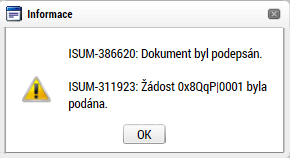 Informace
ISUM-386620: Dokument byl podepsán.
ISUM-311923: Žádost 0x8QqP|0001 byla
podána.
OK